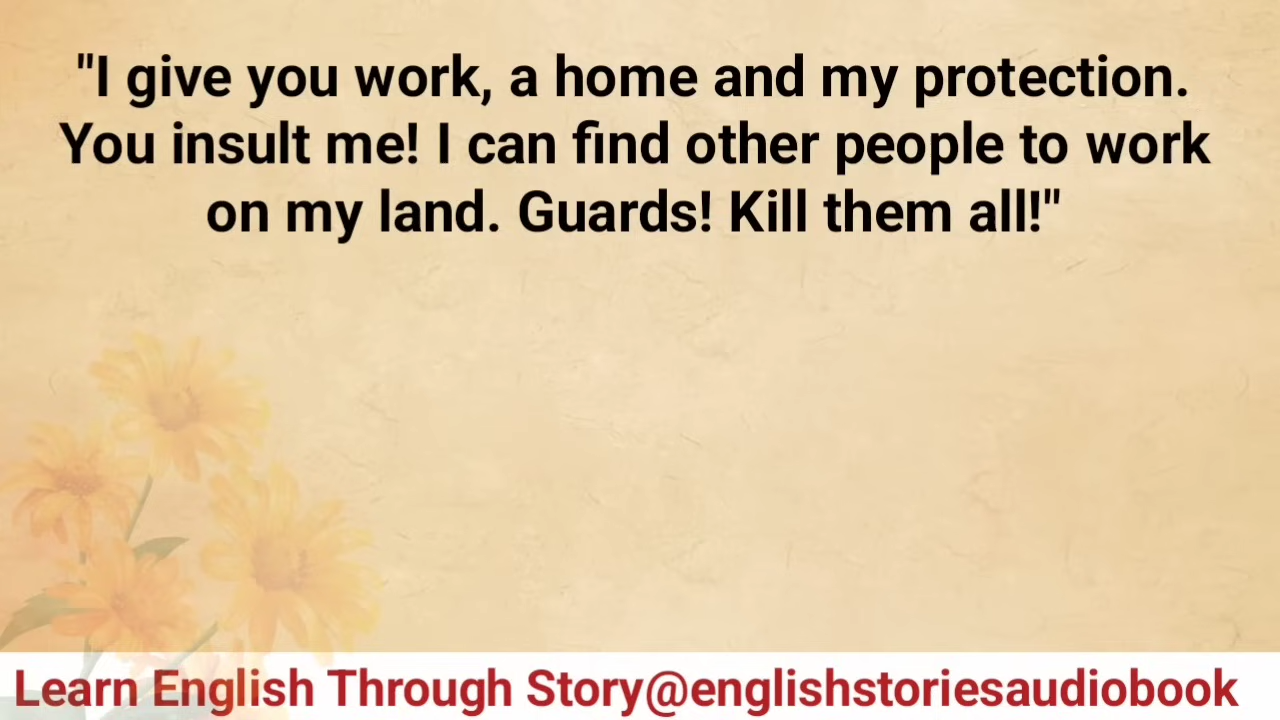 "I give you work, a home and my protection.
You insult me! I can find other people to work
on my land. Guards! Kill them all!"
Learn English Through Story@englishstoriesaudiobook